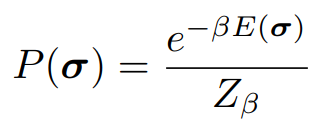 P(𝝈) = e^{-βE(𝝈)} / Z_β